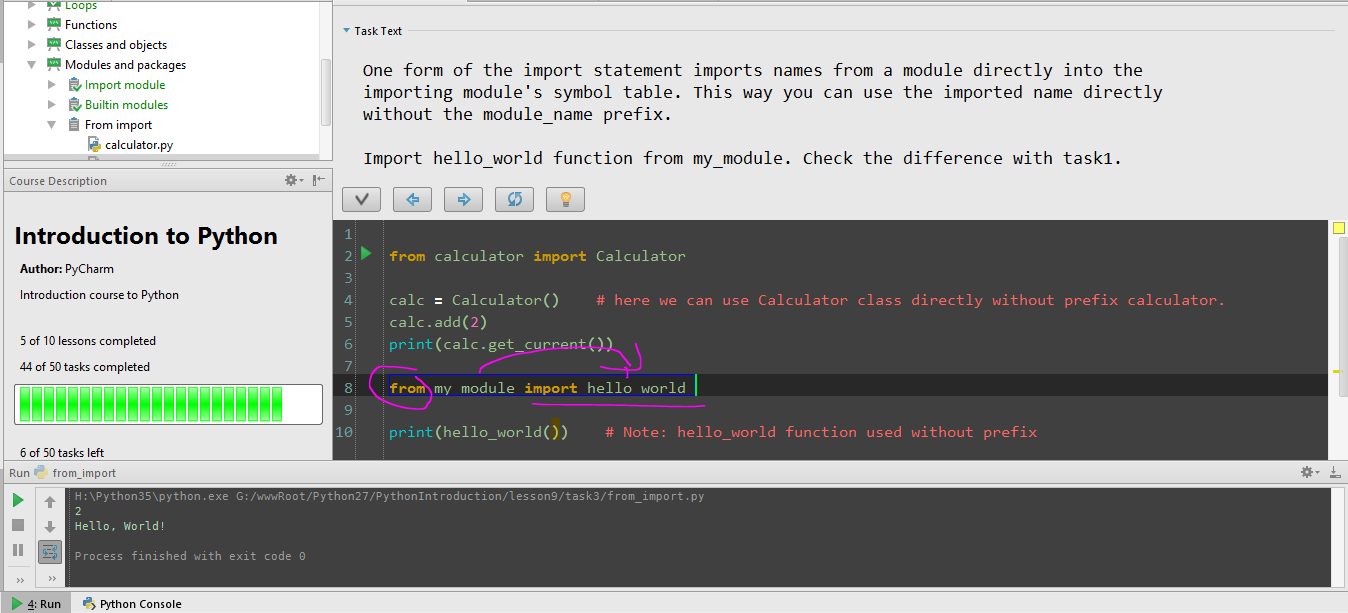 Loops
Functions
Classes and objects
Modules and packages
Import module
Builtin modules
From import
calculator.py
Course Description
Introduction to Python
Author: PyCharm
Introduction course to Python
5 of 10 lessons completed
44 of 50 tasks completed
6 of 50 tasks left
Task Text
One form of the import statement imports names from a module directly into the
importing module's symbol table. This way you can use the imported name directly
without the module_name prefix.
Import hello_world function from my_module. Check the difference with task1.
1
2 from calculator import Calculator
3
4 calc = Calculator() # here we can use Calculator class directly without prefix calculator.
5 calc.add(2)
6 print(calc.get_current())
7
8 from my_module import hello_world
9
10 print(hello_world()) # Note: hello_world function used without prefix
Run from_import
H:\Python35\python.exe G:/wwwRoot/Python27/PythonIntroduction/lesson9/task3/from_import.py
2
Hello, World!
Process finished with exit code 0
4: Run Python Console